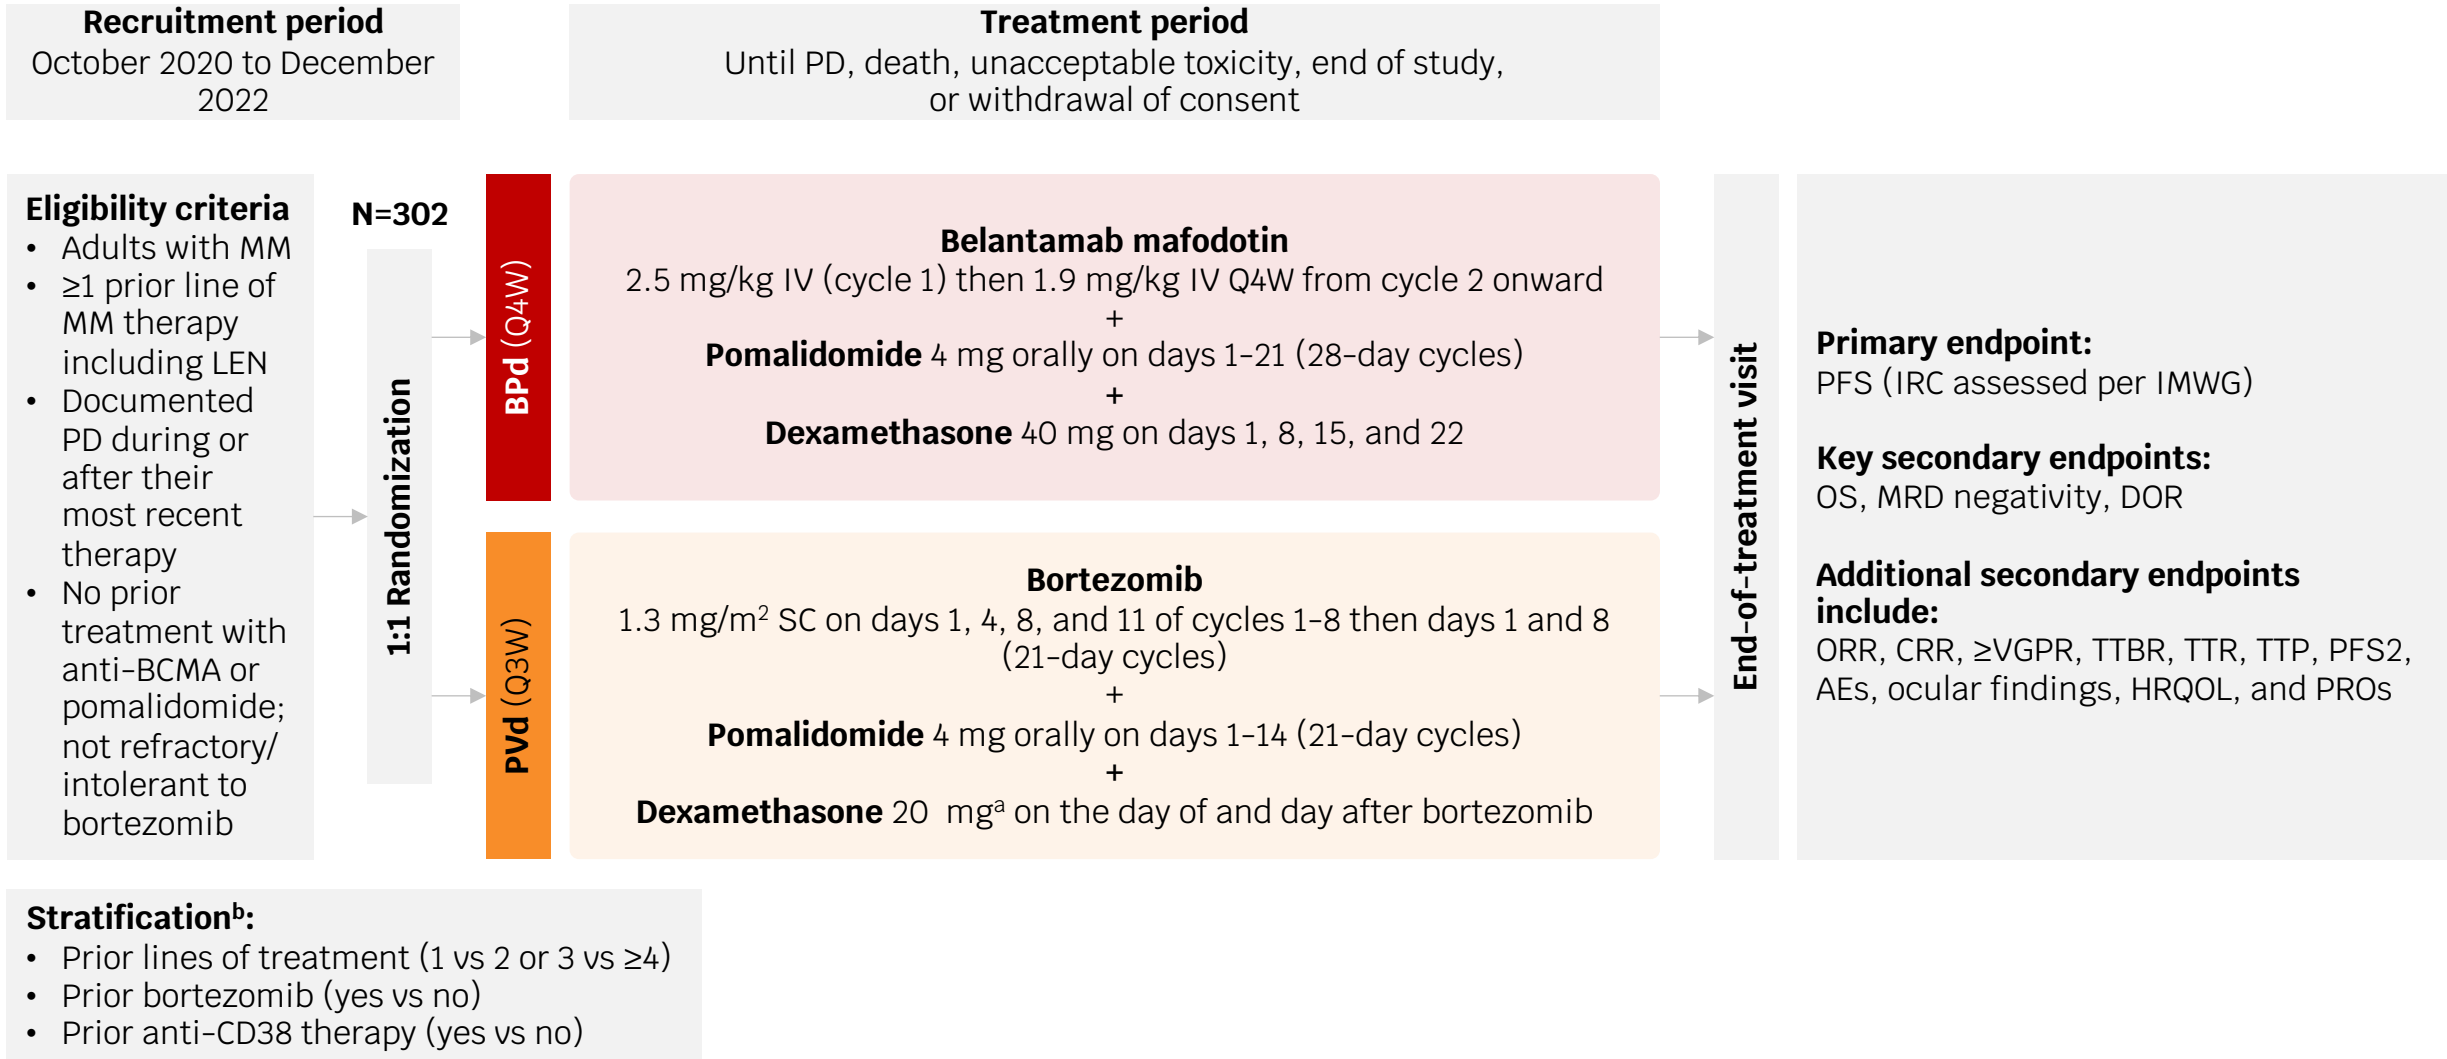 Recruitment period
October 2020 to December
2022
Treatment period
Until PD, death, unacceptable toxicity, end of study,
or withdrawal of consent
Eligibility criteria
• Adults with MM
• ≥1 prior line of
MM therapy
including LEN
• Documented
PD during or
after their
most recent
therapy
• No prior
treatment with
anti-BCMA or
pomalidomide;
not refractory/
intolerant to
bortezomib
N=302
1:1 Randomization
BPd (Q4W)
Belantamab mafodotin
2.5 mg/kg IV (cycle 1) then 1.9 mg/kg IV Q4W from cycle 2 onward
+
Pomalidomide 4 mg orally on days 1-21 (28-day cycles)
+
Dexamethasone 40 mg on days 1, 8, 15, and 22
PVd (Q3W)
Bortezomib
1.3 mg/m² SC on days 1, 4, 8, and 11 of cycles 1-8 then days 1 and 8
(21-day cycles)
+
Pomalidomide 4 mg orally on days 1-14 (21-day cycles)
+
Dexamethasone 20 mgᵃ on the day of and day after bortezomib
End-of-treatment visit
Primary endpoint:
PFS (IRC assessed per IMWG)
Key secondary endpoints:
OS, MRD negativity, DOR
Additional secondary endpoints
include:
ORR, CRR, ≥VGPR, TTBR, TTR, TTP, PFS2,
AEs, ocular findings, HRQOL, and PROs
Stratificationᵇ:
• Prior lines of treatment (1 vs 2 or 3 vs ≥4)
• Prior bortezomib (yes vs no)
• Prior anti-CD38 therapy (yes vs no)